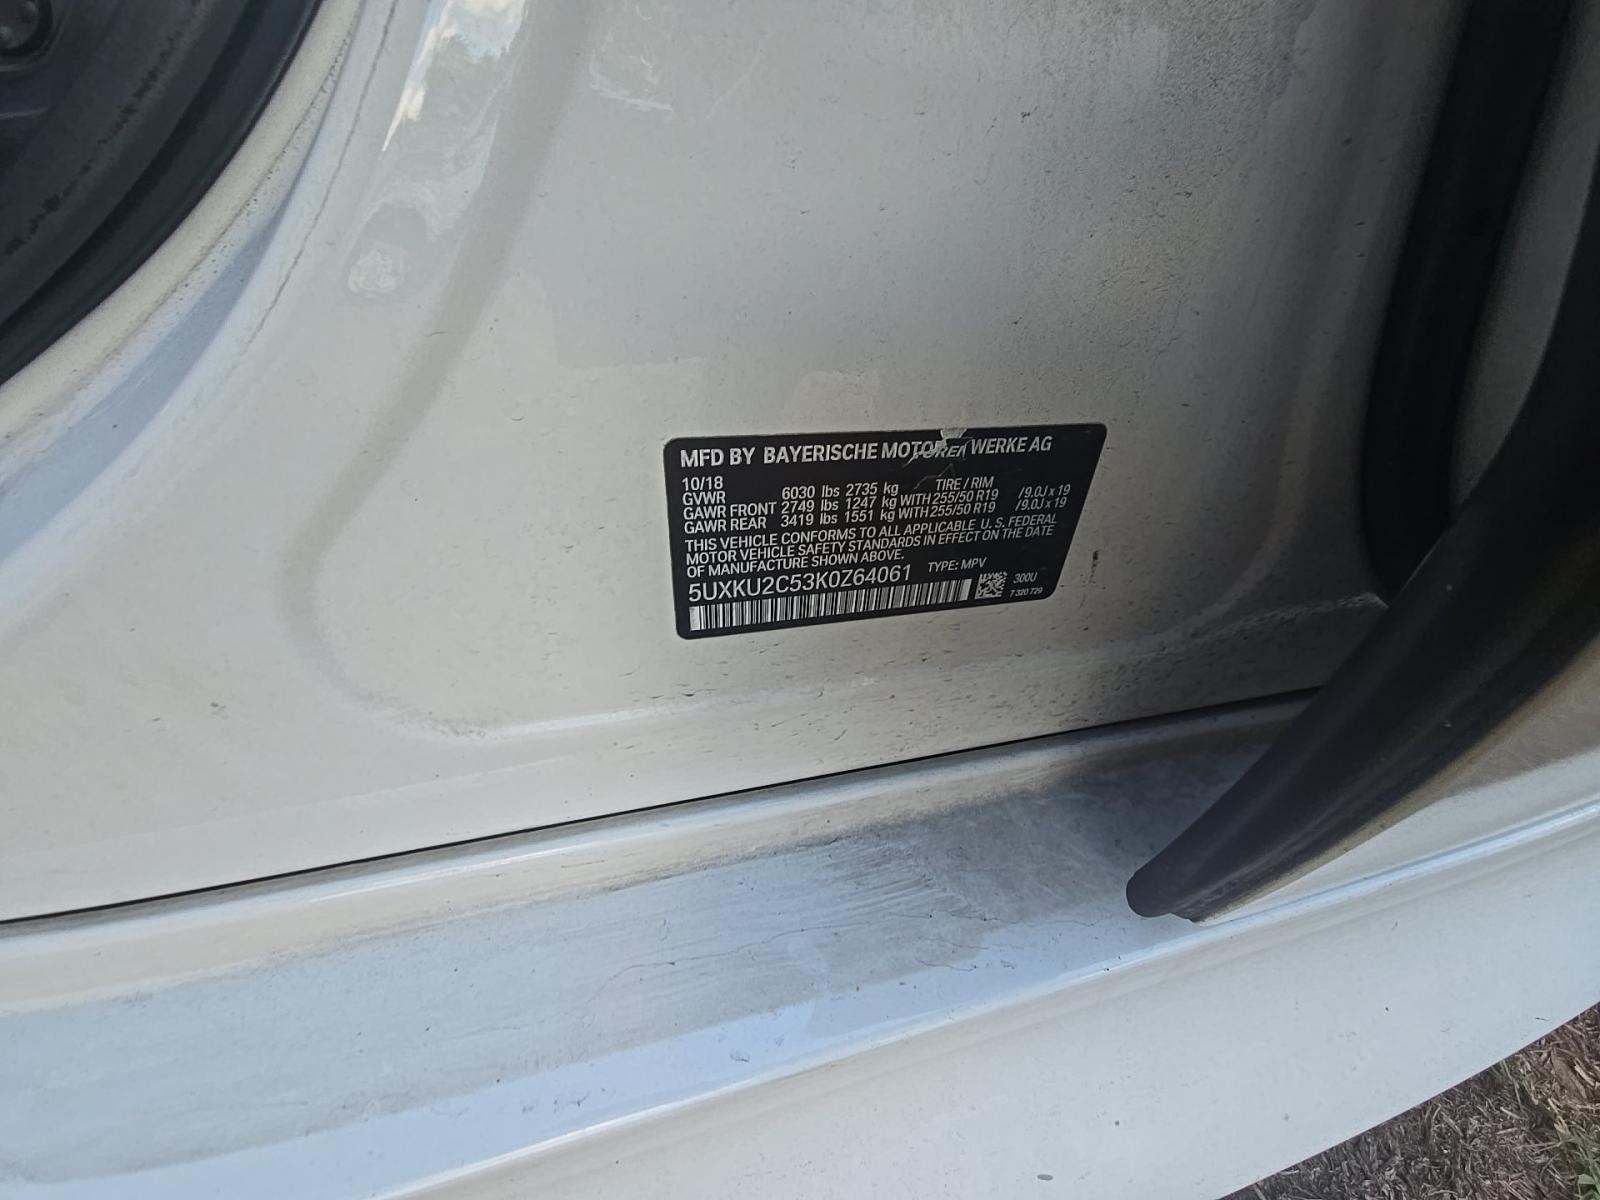 MFD BY BAYERISCHE MOTOREN WERKE AG
10/18
GVWR 6030 lbs 2735 kg TIRE / RIM
GAWR FRONT 2749 lbs 1247 kg WITH 255/50 R19 /9.0J x 19
GAWR REAR 3419 lbs 1551 kg WITH 255/50 R19 /9.0J x 19
THIS VEHICLE CONFORMS TO ALL APPLICABLE U.S. FEDERAL
MOTOR VEHICLE SAFETY STANDARDS IN EFFECT ON THE DATE
OF MANUFACTURE SHOWN ABOVE.
TYPE: MPV
5UXKU2C53K0Z64061
300U
7 320 729